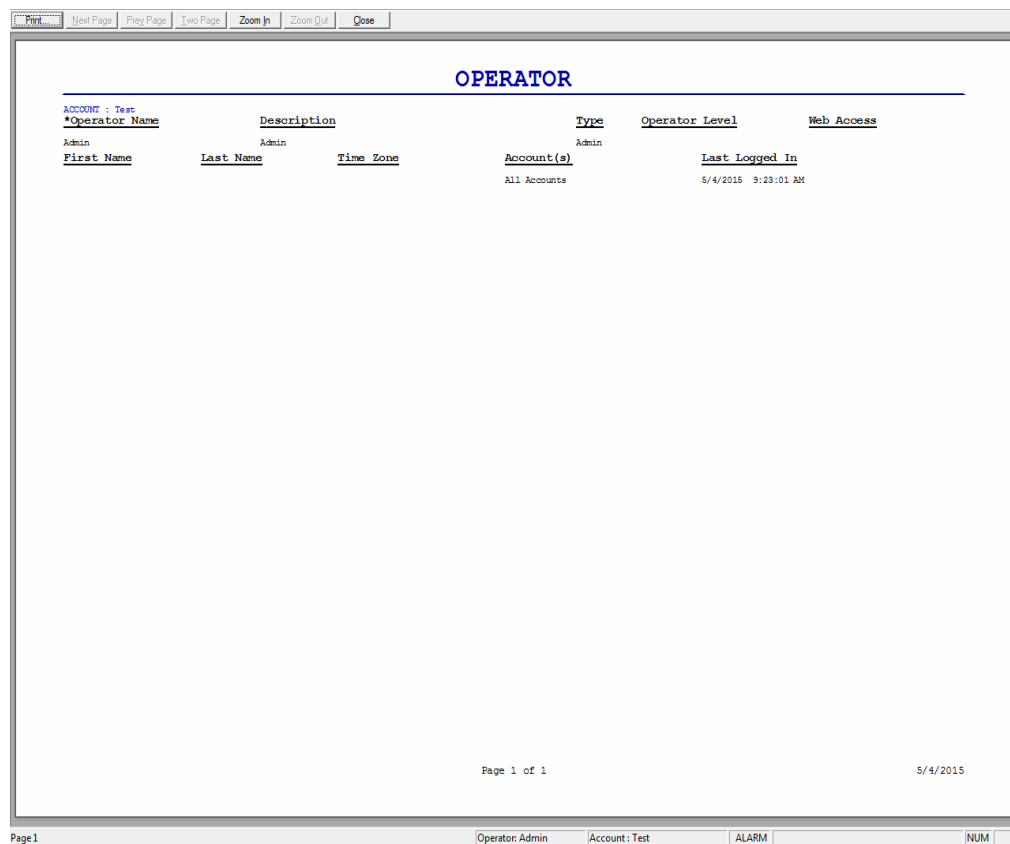 Print... Next Page Prev Page Two Page Zoom In Zoom Out Close
OPERATOR
ACCOUNT : Test
*Operator Name Description Type Operator Level Web Access
Admin Admin Admin
First Name Last Name Time Zone Account(s) Last Logged In
All Accounts 5/4/2015 9:23:01 AM
Page 1 of 1 5/4/2015
Page 1 Operator: Admin Account : Test ALARM NUM